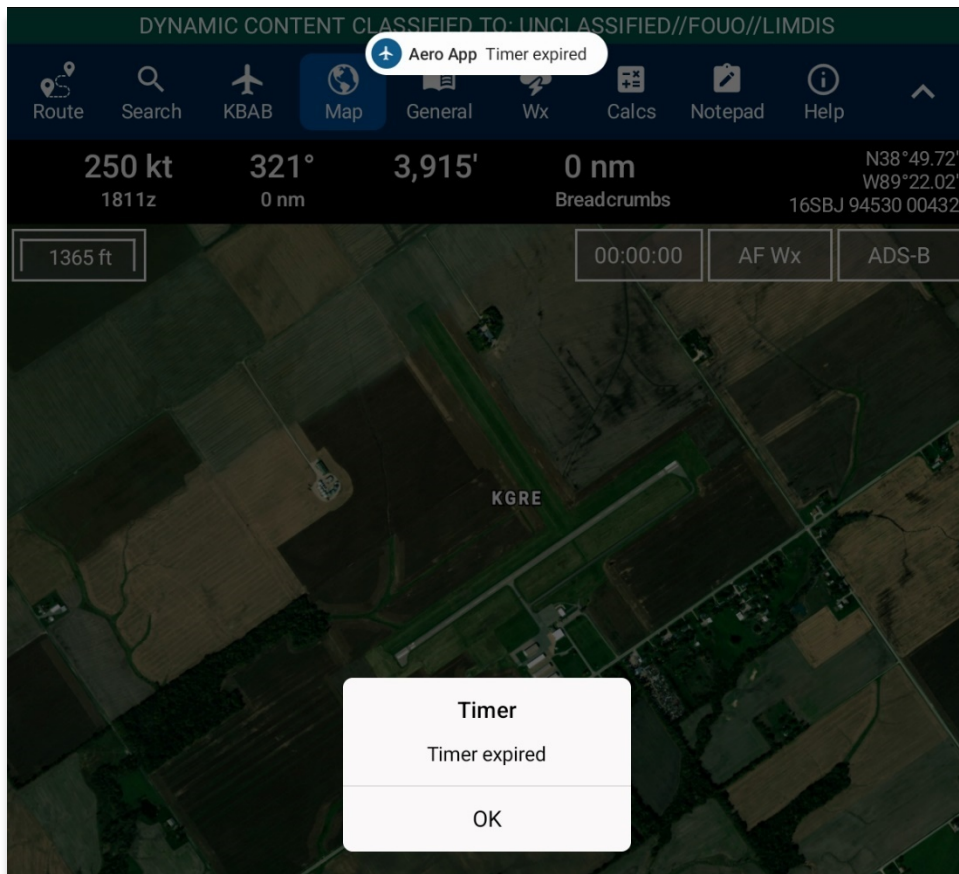 DYNAMIC CONTENT CLASSIFIED TO: UNCLASSIFIED//FOUO//LIMDIS
Aero App Timer expired
Route Search KBAB Map General Wx Calcs Notepad Help
250 kt 321° 3,915' 0 nm N38°49.72'
1811z 0 nm Breadcrumbs W89°22.02'
16SBJ 94530 00432
1365 ft 00:00:00 AF Wx ADS-B
KGRE
Timer
Timer expired
OK